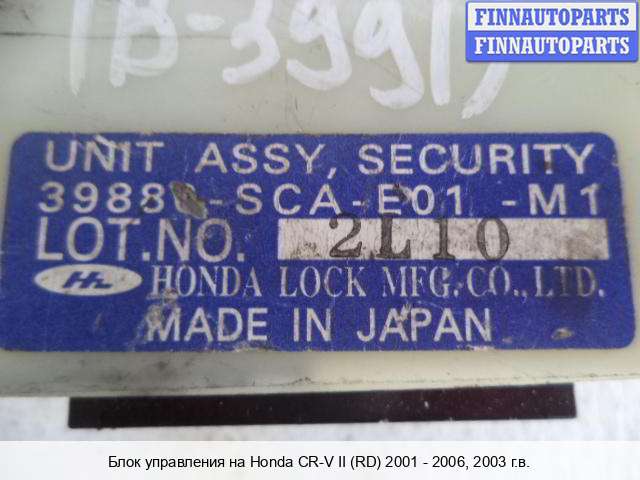 FINNAUTOPARTS
FINNAUTOPARTS
UNIT ASSY, SECURITY
-SCA-E01 -M1
LOT.NO. 2L10
HL HONDA LOCK MFG.CO.,LTD.
MADE IN JAPAN
Блок управления на Honda CR-V II (RD) 2001 - 2006, 2003 г.в.